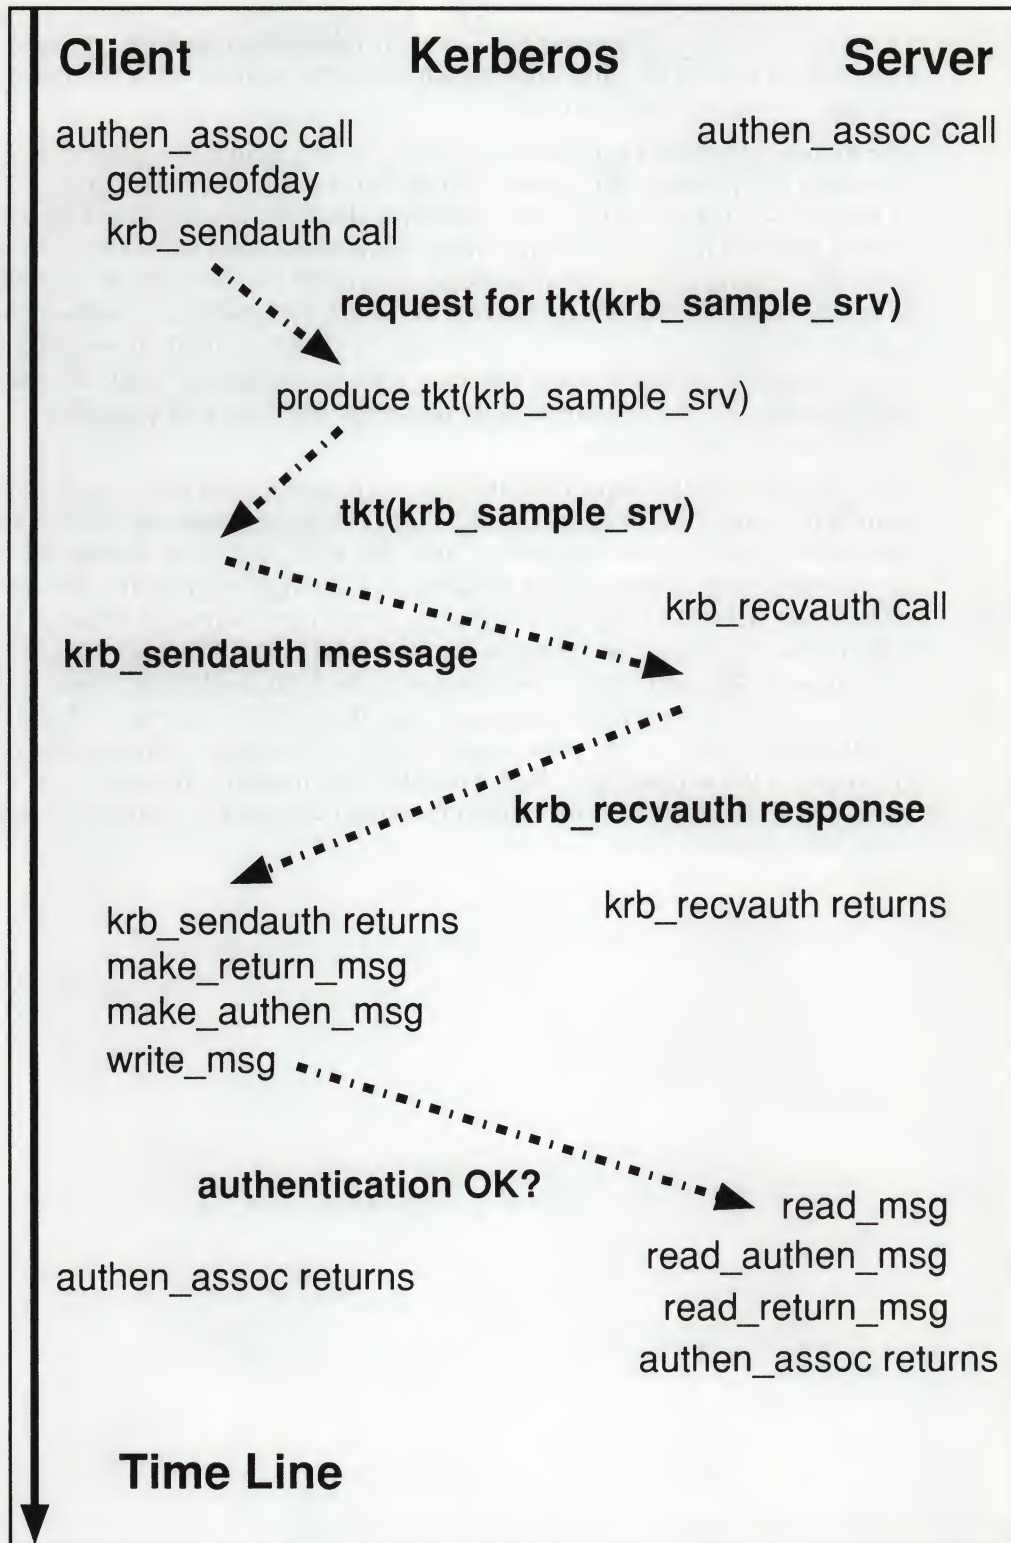 Client Kerberos Server
authen_assoc call authen_assoc call
gettimeofday
krb_sendauth call
request for tkt(krb_sample_srv)
produce tkt(krb_sample_srv)
tkt(krb_sample_srv)
krb_recvauth call
krb_sendauth message
krb_recvauth response
krb_sendauth returns krb_recvauth returns
make_return_msg
make_authen_msg
write_msg
authentication OK?
read_msg
read_authen_msg
authen_assoc returns
read_return_msg
authen_assoc returns
Time Line